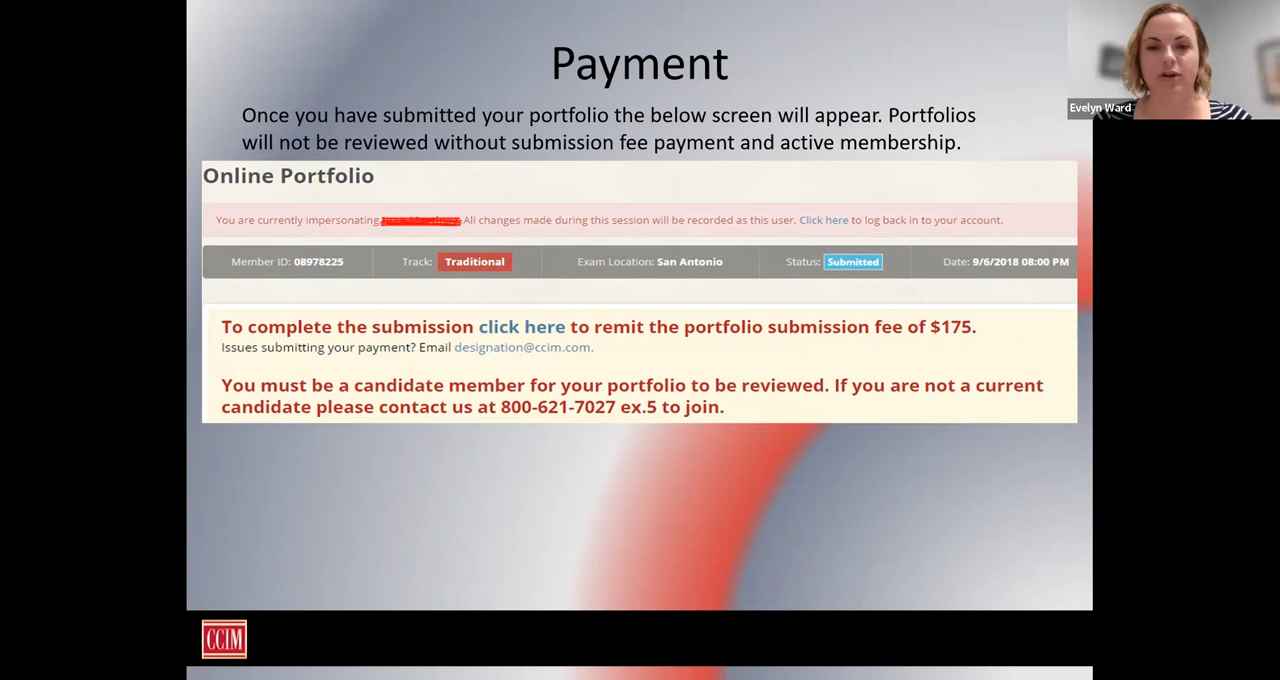 Payment
Once you have submitted your portfolio the below screen will appear. Portfolios
will not be reviewed without submission fee payment and active membership.
Evelyn Ward
Online Portfolio
You are currently impersonating All changes made during this session will be recorded as this user. Click here to log back in to your account.
Member ID: 08978225 Track: Traditional Exam Location: San Antonio Status: Submitted Date: 9/6/2018 08:00 PM
To complete the submission click here to remit the portfolio submission fee of $175.
Issues submitting your payment? Email designation@ccim.com.
You must be a candidate member for your portfolio to be reviewed. If you are not a current
candidate please contact us at 800-621-7027 ex.5 to join.
CCIM